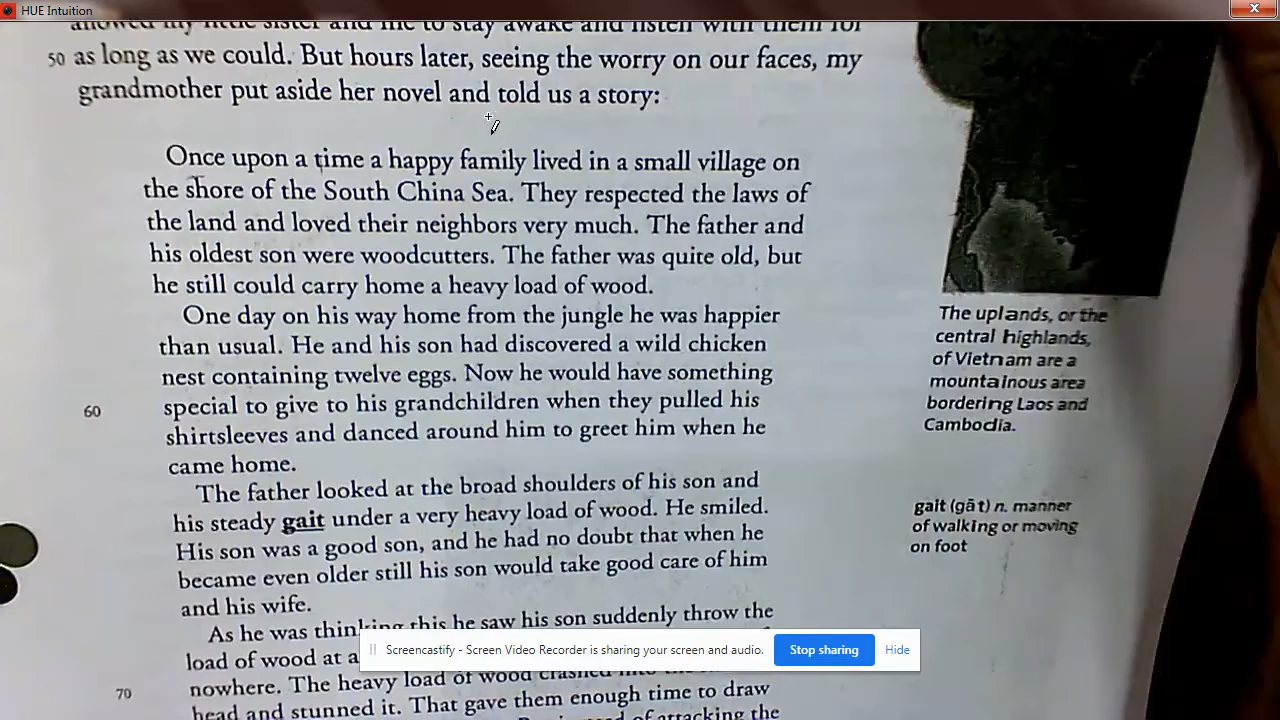 HUE Intuition
allowed my little sister and me to stay awake and listen with them for
50 as long as we could. But hours later, seeing the worry on our faces, my
grandmother put aside her novel and told us a story:
Once upon a time a happy family lived in a small village on
the shore of the South China Sea. They respected the laws of
the land and loved their neighbors very much. The father and
his oldest son were woodcutters. The father was quite old, but
he still could carry home a heavy load of wood.
One day on his way home from the jungle he was happier
than usual. He and his son had discovered a wild chicken
nest containing twelve eggs. Now he would have something
60 special to give to his grandchildren when they pulled his
shirtsleeves and danced around him to greet him when he
came home.
The father looked at the broad shoulders of his son and
his steady gait under a very heavy load of wood. He smiled.
His son was a good son, and he had no doubt that when he
became even older still his son would take good care of him
and his wife.
As he was thinking this he saw his son suddenly throw the
load of wood at a
nowhere. The heavy load of wood crashed into the
70 head and stunned it. That gave them enough time to draw
of attacking the
The uplands, or the
central highlands,
of Vietnam are a
mountainous area
bordering Laos and
Cambodia.
gait (gāt) n. manner
of walking or moving
on foot
Screencastify - Screen Video Recorder is sharing your screen and audio.
Stop sharing
Hide